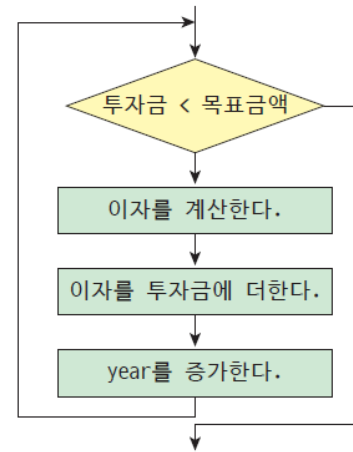 투자금 < 목표금액
이자를 계산한다.
이자를 투자금에 더한다.
year를 증가한다.